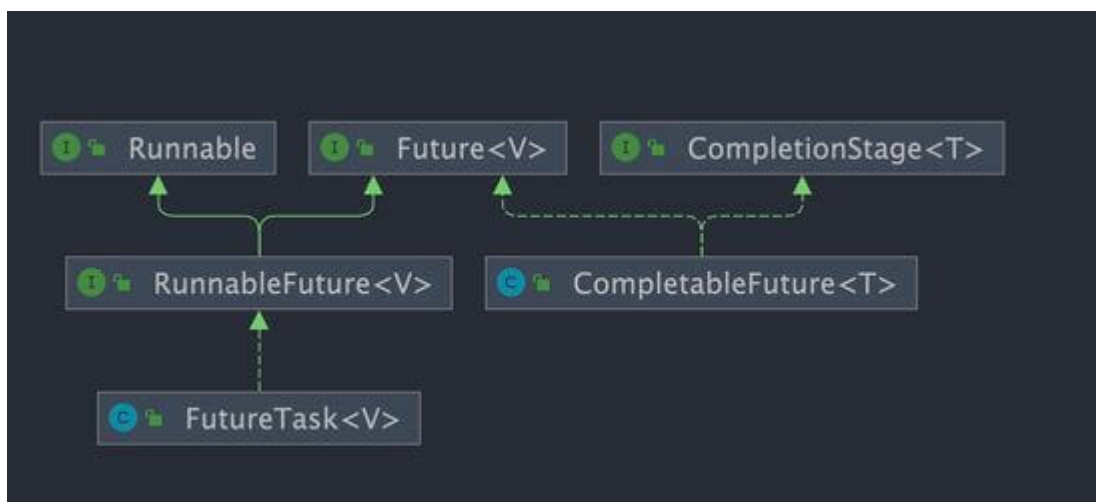 I Runnable
I Future<V>
I CompletionStage<T>
I RunnableFuture<V>
C CompletableFuture<T>
C FutureTask<V>